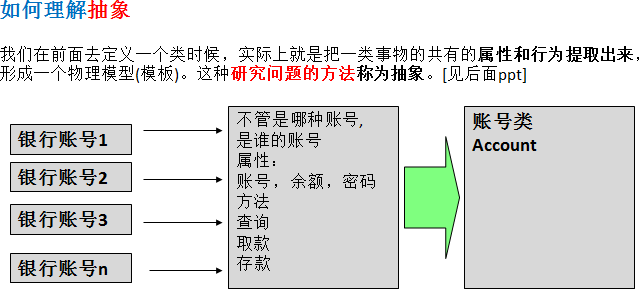 如何理解抽象
我们在前面去定义一个类时候，实际上就是把一类事物的共有的属性和行为提取出来，
形成一个物理模型(模板)。这种研究问题的方法称为抽象。[见后面ppt]
银行账号1
银行账号2
银行账号3
银行账号n
不管是哪种账号,
是谁的账号
属性：
账号，余额，密码
方法
查询
取款
存款
账号类
Account